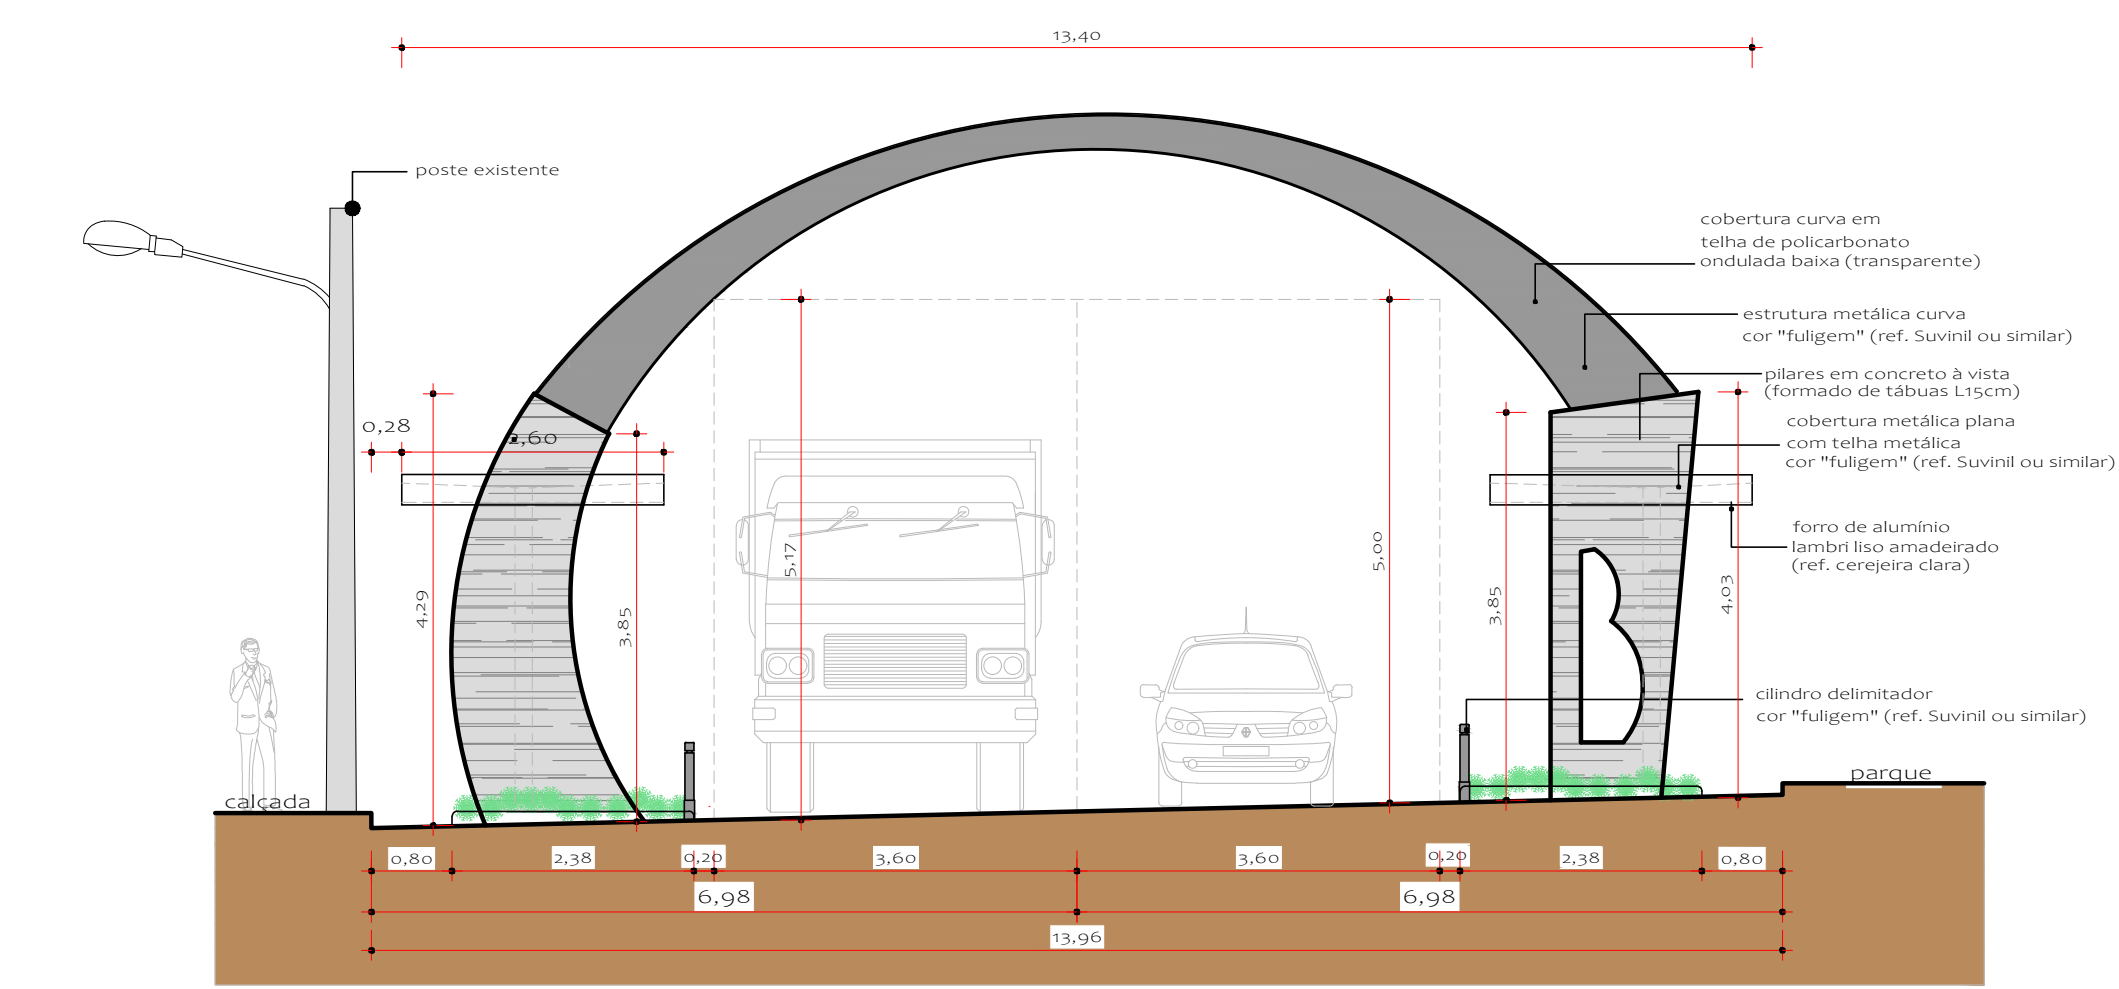 13,40
poste existente
cobertura curva em
telha de policarbonato
ondulada baixa (transparente)
estrutura metálica curva
cor "fuligem" (ref. Suvinil ou similar)
pilares em concreto à vista
(formado de tábuas L15cm)
cobertura metálica plana
com telha metálica
cor "fuligem" (ref. Suvinil ou similar)
0,28
2,60
forro de alumínio
lambri liso amadeirado
(ref. cerejeira clara)
5,17
5,00
4,29
3,85
3,85
4,03
cilindro delimitador
cor "fuligem" (ref. Suvinil ou similar)
calçada
parque
0,80
2,38
0,20
3,60
3,60
0,20
2,38
0,80
6,98
6,98
13,96